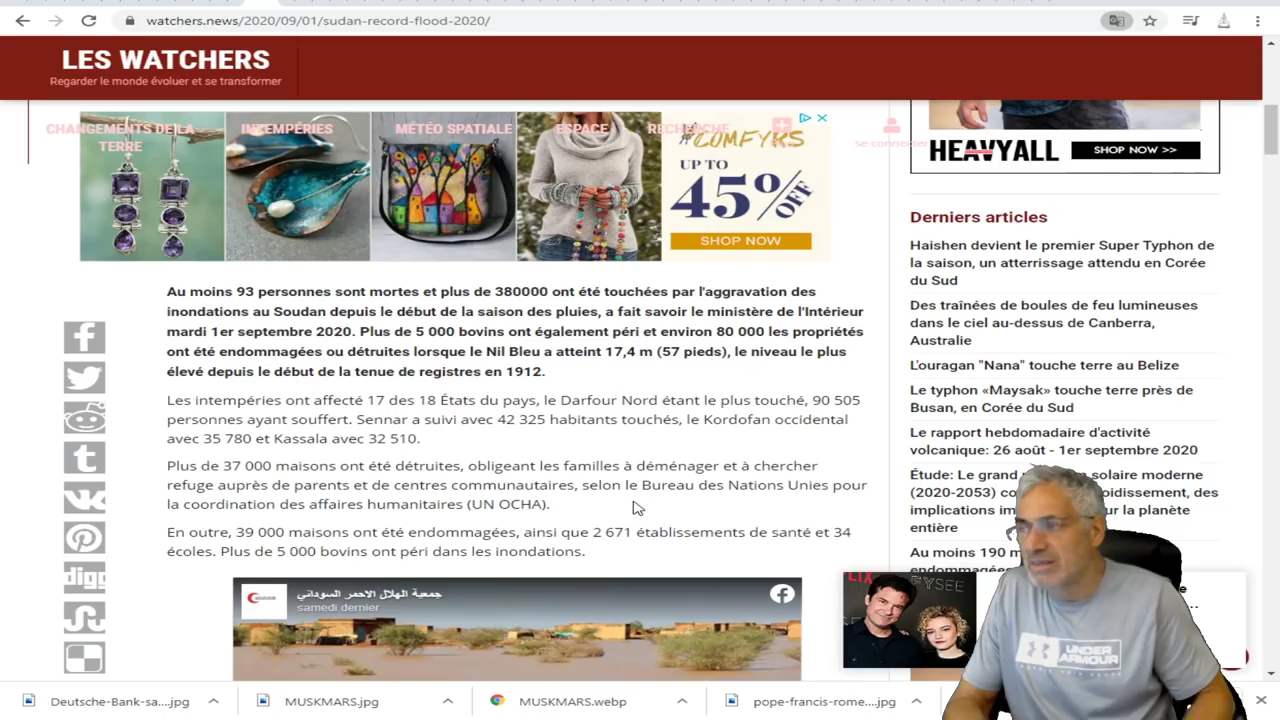 watchers.news/2020/09/01/sudan-record-flood-2020/
LES WATCHERS
Regarder le monde évoluer et se transformer
CHANGEMENTS DE LA
TERRE
INTEMPÉRIES
MÉTÉO SPATIALE
ESPACE
RECHERCHE
se connecter
COMFYKS
UP TO
45% OFF
SHOP NOW
HEAVYALL
SHOP NOW >>
Au moins 93 personnes sont mortes et plus de 380000 ont été touchées par l'aggravation des
inondations au Soudan depuis le début de la saison des pluies, a fait savoir le ministère de l'Intérieur
mardi 1er septembre 2020. Plus de 5 000 bovins ont également péri et environ 80 000 les propriétés
ont été endommagées ou détruites lorsque le Nil Bleu a atteint 17,4 m (57 pieds), le niveau le plus
élevé depuis le début de la tenue de registres en 1912.
Les intempéries ont affecté 17 des 18 États du pays, le Darfour Nord étant le plus touché, 90 505
personnes ayant souffert. Sennar a suivi avec 42 325 habitants touchés, le Kordofan occidental
avec 35 780 et Kassala avec 32 510.
Plus de 37 000 maisons ont été détruites, obligeant les familles à déménager et à chercher
refuge auprès de parents et de centres communautaires, selon le Bureau des Nations Unies pour
la coordination des affaires humanitaires (UN OCHA).
En outre, 39 000 maisons ont été endommagées, ainsi que 2 671 établissements de santé et 34
écoles. Plus de 5 000 bovins ont péri dans les inondations.
جمعية الهلال الاحمر السوداني
samedi dernier
digg
Derniers articles
Haishen devient le premier Super Typhon de
la saison, un atterrissage attendu en Corée
du Sud
Des traînées de boules de feu lumineuses
dans le ciel au-dessus de Canberra,
Australie
L'ouragan "Nana" touche terre au Belize
Le typhon «Maysak» touche terre près de
Busan, en Corée du Sud
Le rapport hebdomadaire d'activité
volcanique: 26 août - 1er septembre 2020
Étude: Le grand solaire moderne
(2020-2053)
implications la planète
entière
Au moins 190
UNDER
ARMOUR
Deutsche-Bank-sa....jpg
MUSKMARS.jpg
MUSKMARS.webp
pope-francis-rome....jpg